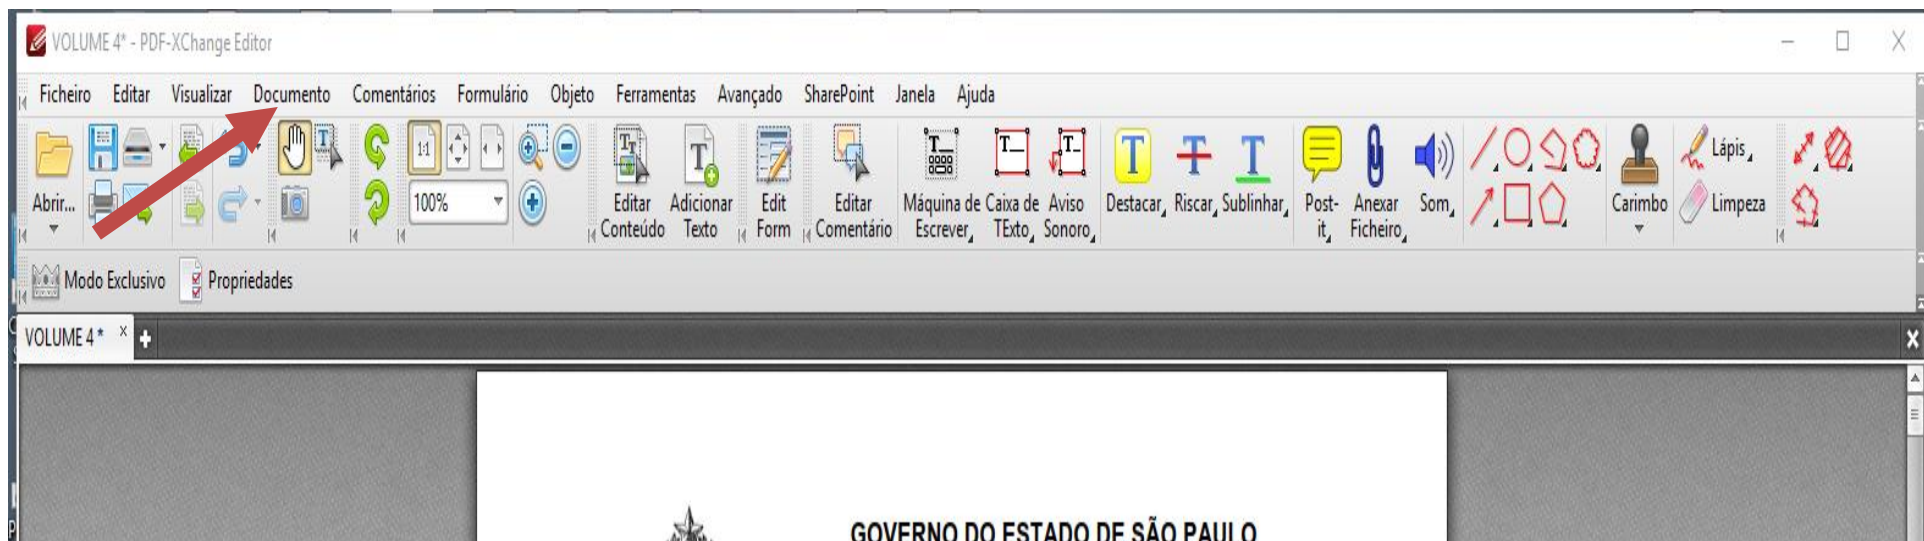 VOLUME 4* - PDF-XChange Editor
Ficheiro Editar Visualizar Documento Comentários Formulário Objeto Ferramentas Avançado SharePoint Janela Ajuda
1:1 T T T T T T T T T Lápis
Abrir... 100% Editar Conteúdo Adicionar Texto Edit Form Editar Comentário Máquina de Escrever Caixa de TExto Aviso Sonoro Destacar Riscar Sublinhar Post-it Anexar Ficheiro Som Carimbo Limpeza
Modo Exclusivo Propriedades
VOLUME 4*
GOVERNO DO ESTADO DE SÃO PAULO